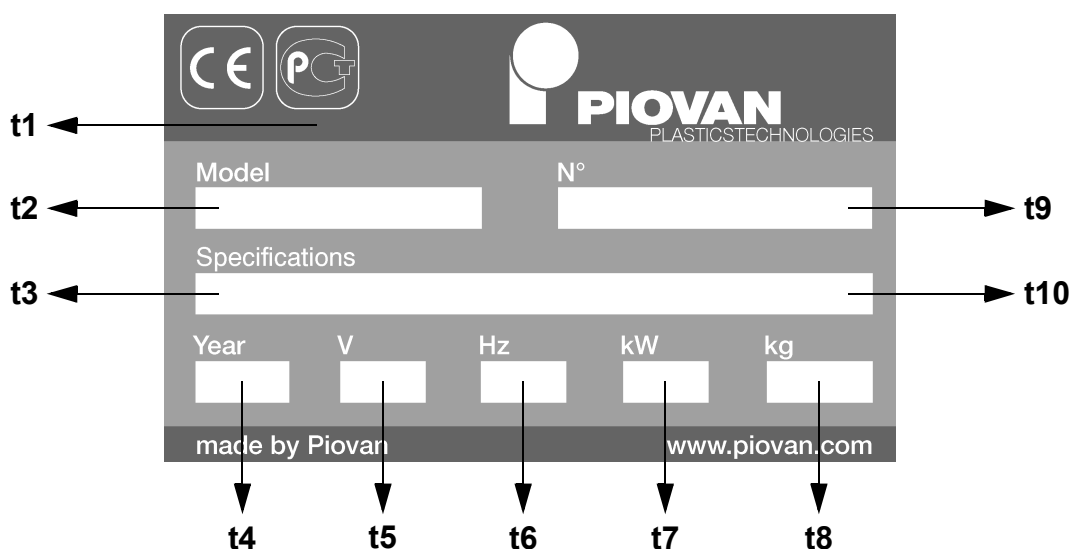 CE PCT
PIOVAN
PLASTICSTECHNOLOGIES
t1
Model N°
t2 t9
Specifications
t3 t10
Year V Hz kW kg
made by Piovan www.piovan.com
t4 t5 t6 t7 t8